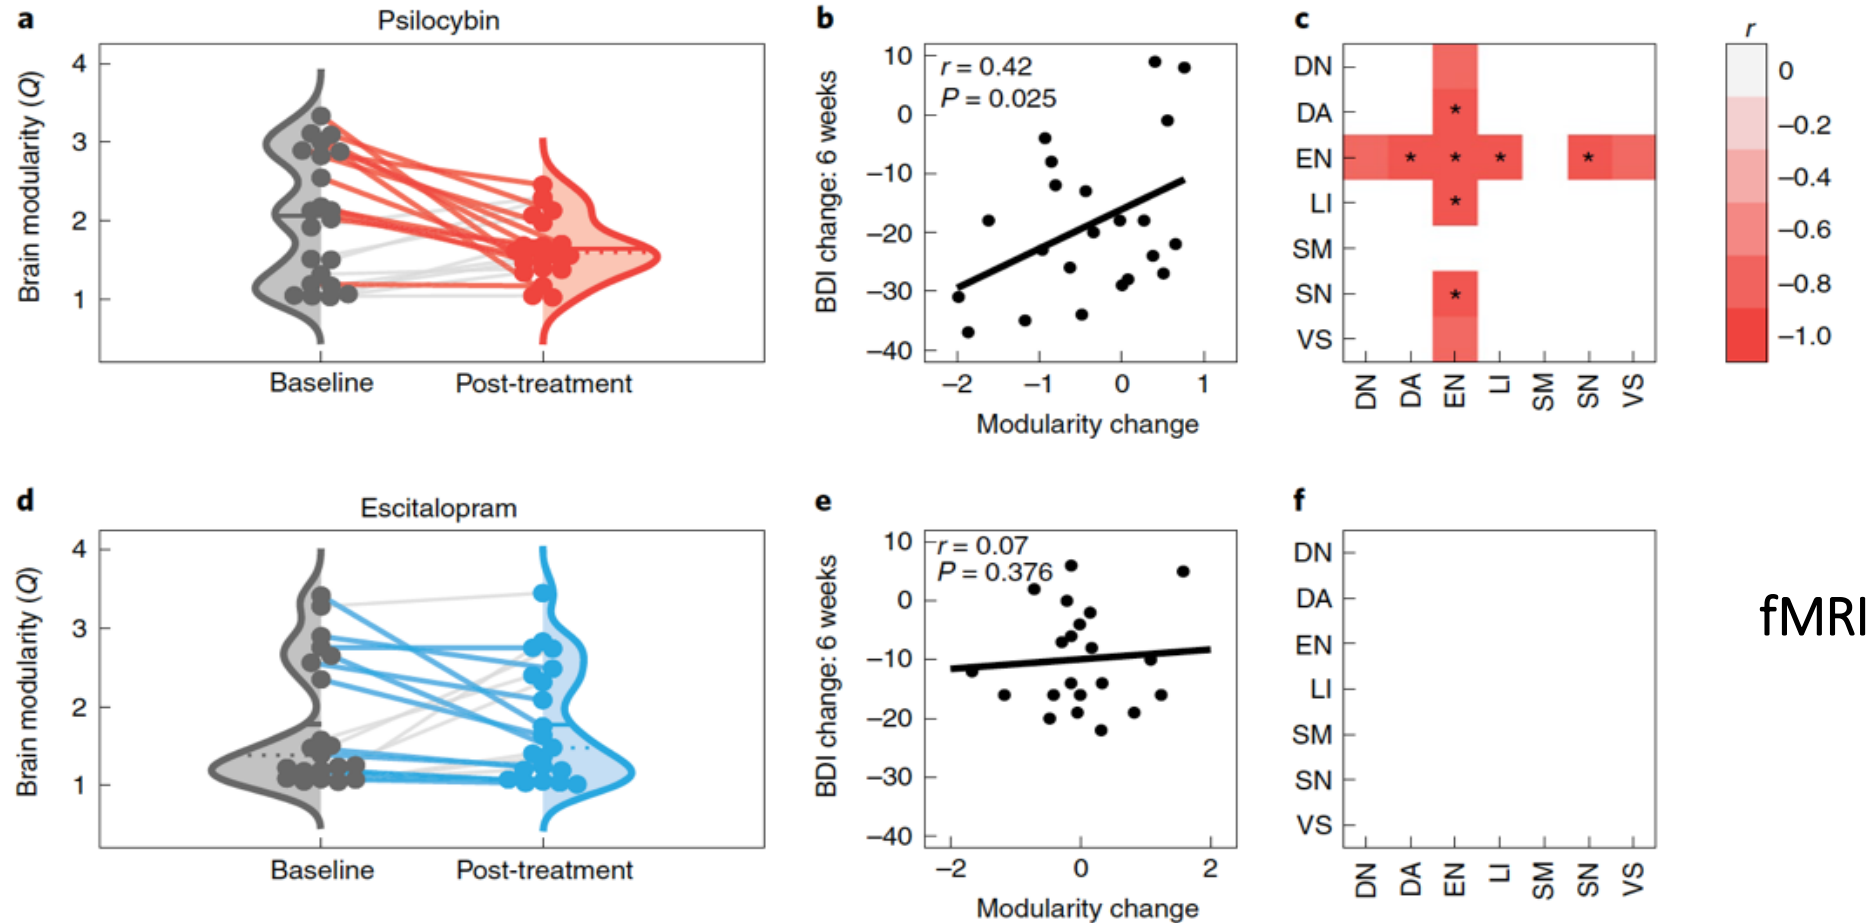 a
Psilocybin
Brain modularity (Q)
4
3
2
1
Baseline
Post-treatment
b
r = 0.42
P = 0.025
BDI change: 6 weeks
10
0
–10
–20
–30
–40
–2
–1
0
1
Modularity change
c
DN
DA
EN
LI
SM
SN
VS
*
* * * *
*
*
DN
DA
EN
LI
SM
SN
VS
r
0
–0.2
–0.4
–0.6
–0.8
–1.0
d
Escitalopram
Brain modularity (Q)
4
3
2
1
Baseline
Post-treatment
e
r = 0.07
P = 0.376
BDI change: 6 weeks
10
0
–10
–20
–30
–40
–2
0
2
Modularity change
f
DN
DA
EN
LI
SM
SN
VS
DN
DA
EN
LI
SM
SN
VS
fMRI